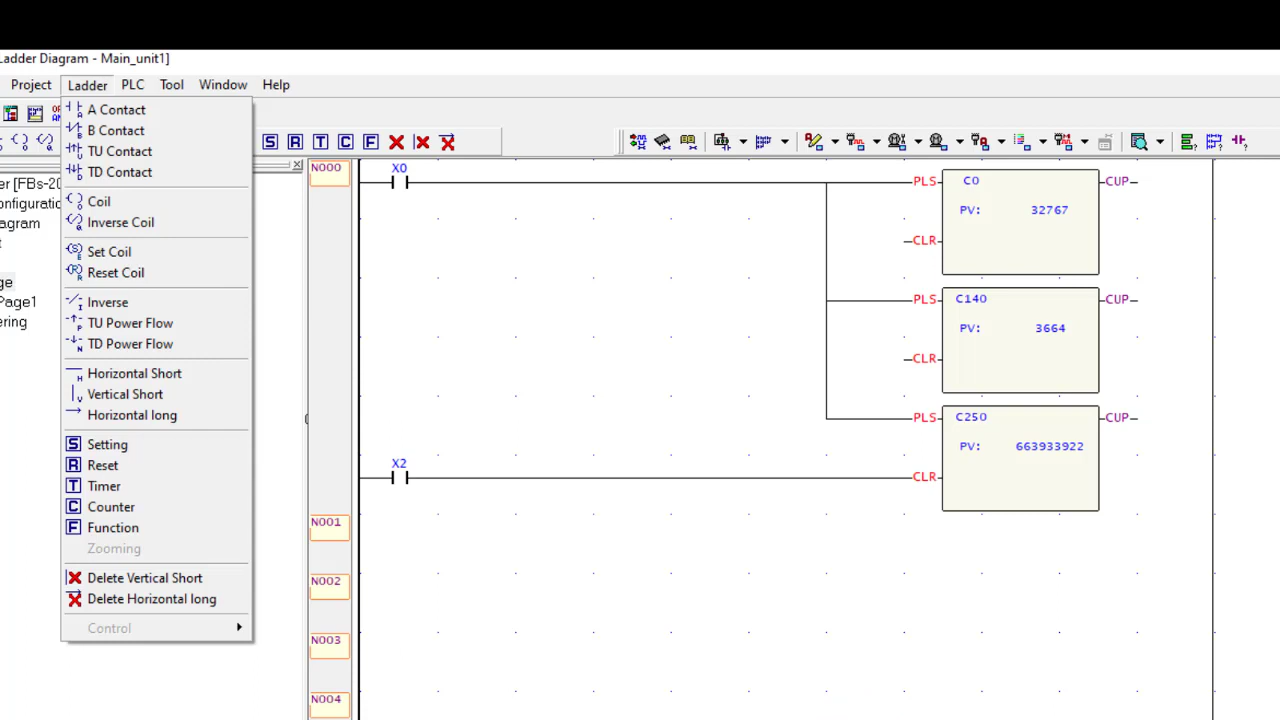 Ladder Diagram - Main_unit1]
Project Ladder PLC Tool Window Help
A Contact
B Contact
TU Contact
TD Contact
Coil
Inverse Coil
Set Coil
Reset Coil
Inverse
TU Power Flow
TD Power Flow
Horizontal Short
Vertical Short
Horizontal long
S Setting
R Reset
T Timer
C Counter
F Function
Zooming
Delete Vertical Short
Delete Horizontal long
Control
S R T C F
er [FBs-20
onfiguratio
agram
t
ge
Page1
ering
N000
X0
PLS C0 CUP
PV: 32767
CLR
PLS C140 CUP
PV: 3664
CLR
PLS C250 CUP
PV: 663933922
X2
CLR
N001
N002
N003
N004